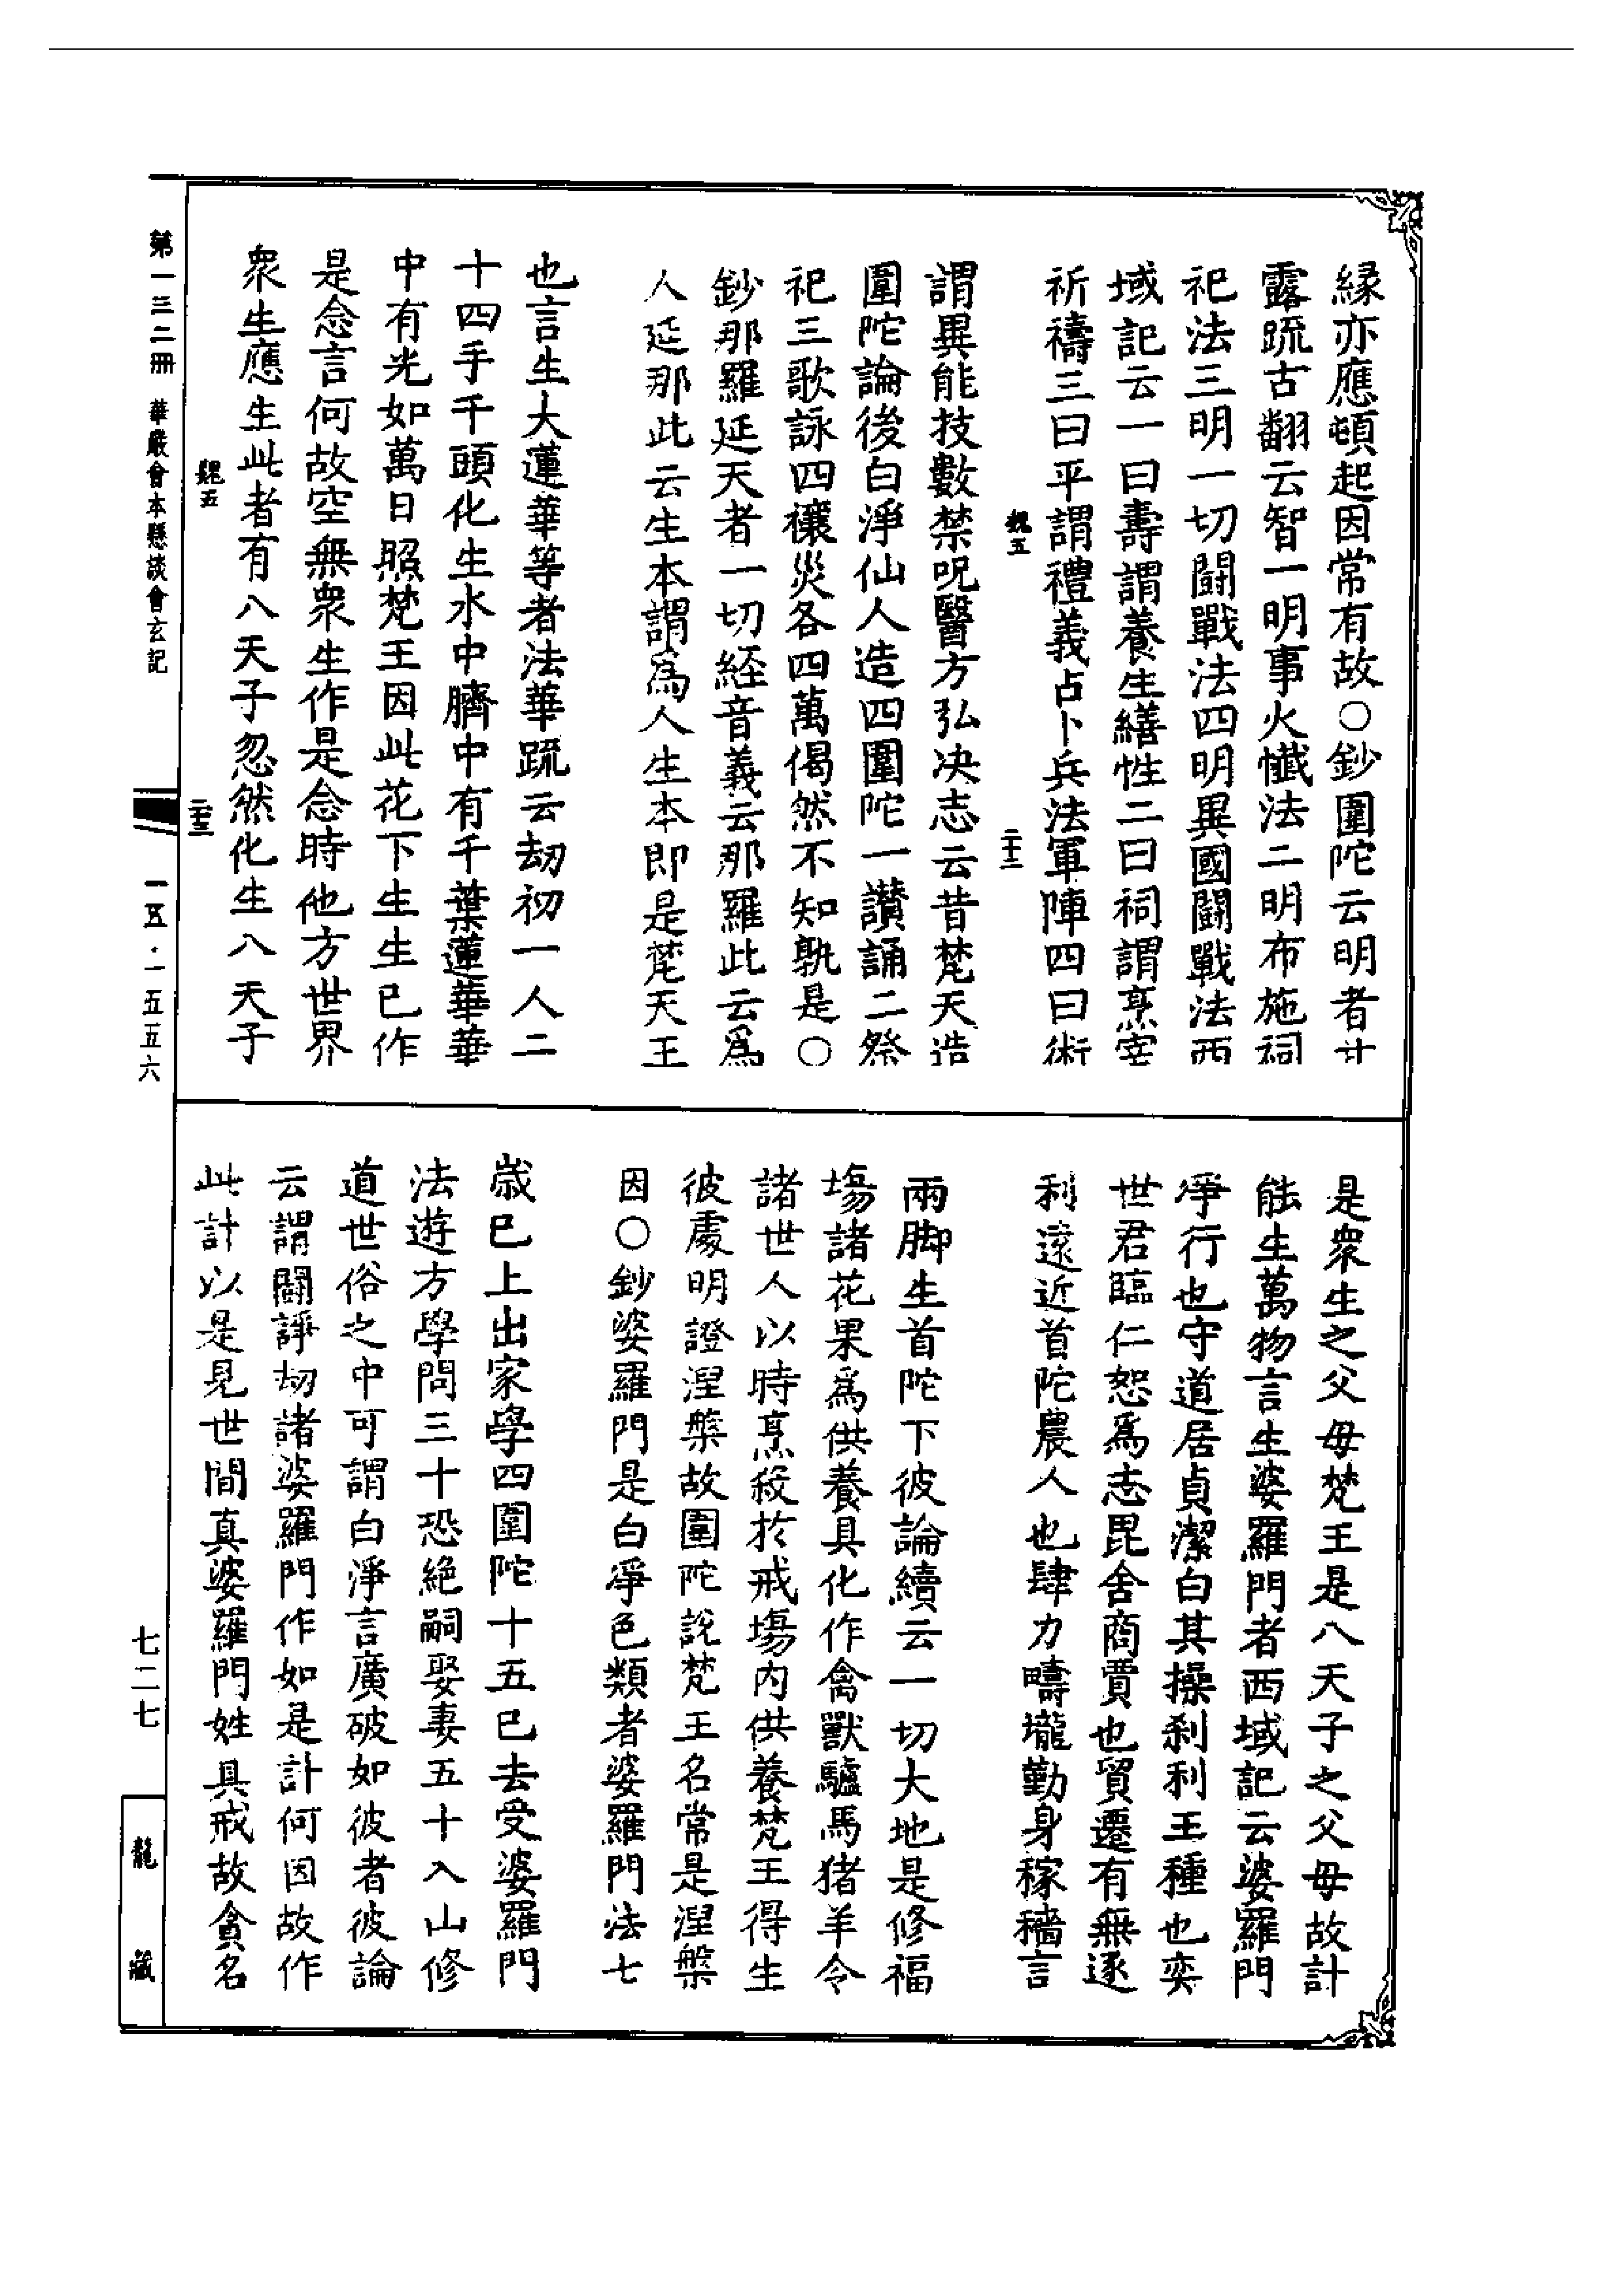 縁亦應頓起因常有故○鈔圍陀云明者甘
露䟽古翻云智一明事火懺法二明布施祠
祀法三明一切鬪戰法四明異國鬪戰法西
域記云一曰壽謂養生繕性二曰祠謂烹宰
祈禱三曰平謂禮義占卜兵法軍陣四曰術
魏五 二十二
謂異能技數禁呪醫方弘决志云昔梵天造
圍陀論後白淨仙人造四圍陀一讃誦二祭
祀三歌詠四禳災各四萬偈然不知孰是○
鈔那羅延天者一切経音義云那羅此云爲
人延那此云生本謂爲人生本即是梵天王
也言生大蓮華等者法華䟽云劫初一人二
十四手千頭化生水中臍中有千葉蓮華華
中有光如萬日照梵王因此花下生生已作
是念言何故空無衆生作是念時他方世界
衆生應生此者有八天子忽然化生八天子
魏五 二十三
是衆生之父母梵王是八天子之父母故計
能生萬物言生婆羅門者西域記云婆羅門
淨行也守道居貞潔白其操刹利王種也奕
世君臨仁恕爲志毘舍商賈也貿遷有無逐
利遠近首陀農人也肆力疇壠勤身稼穡言
兩脚生首陀下彼論續云一切大地是修福
場諸花果爲供養具化作禽獸驢馬猪羊令
諸世人以時烹殺於戒場内供養梵王得生
彼處明證涅槃故圍陀說梵王名常是涅槃
因○鈔婆羅門是白淨色類者婆羅門法七
歲已上出家學四圍陀十五已去受婆羅門
法遊方學問三十恐絶嗣娶妻五十入山修
道世俗之中可謂白淨言廣破如彼者彼論
云謂鬪諍劫諸婆羅門作如是計何因故作
此計以是見世間真婆羅門姓具戒故貪名
第一三二冊 華嚴會本懸談會玄記
一五·一五五六
七二七
龍藏